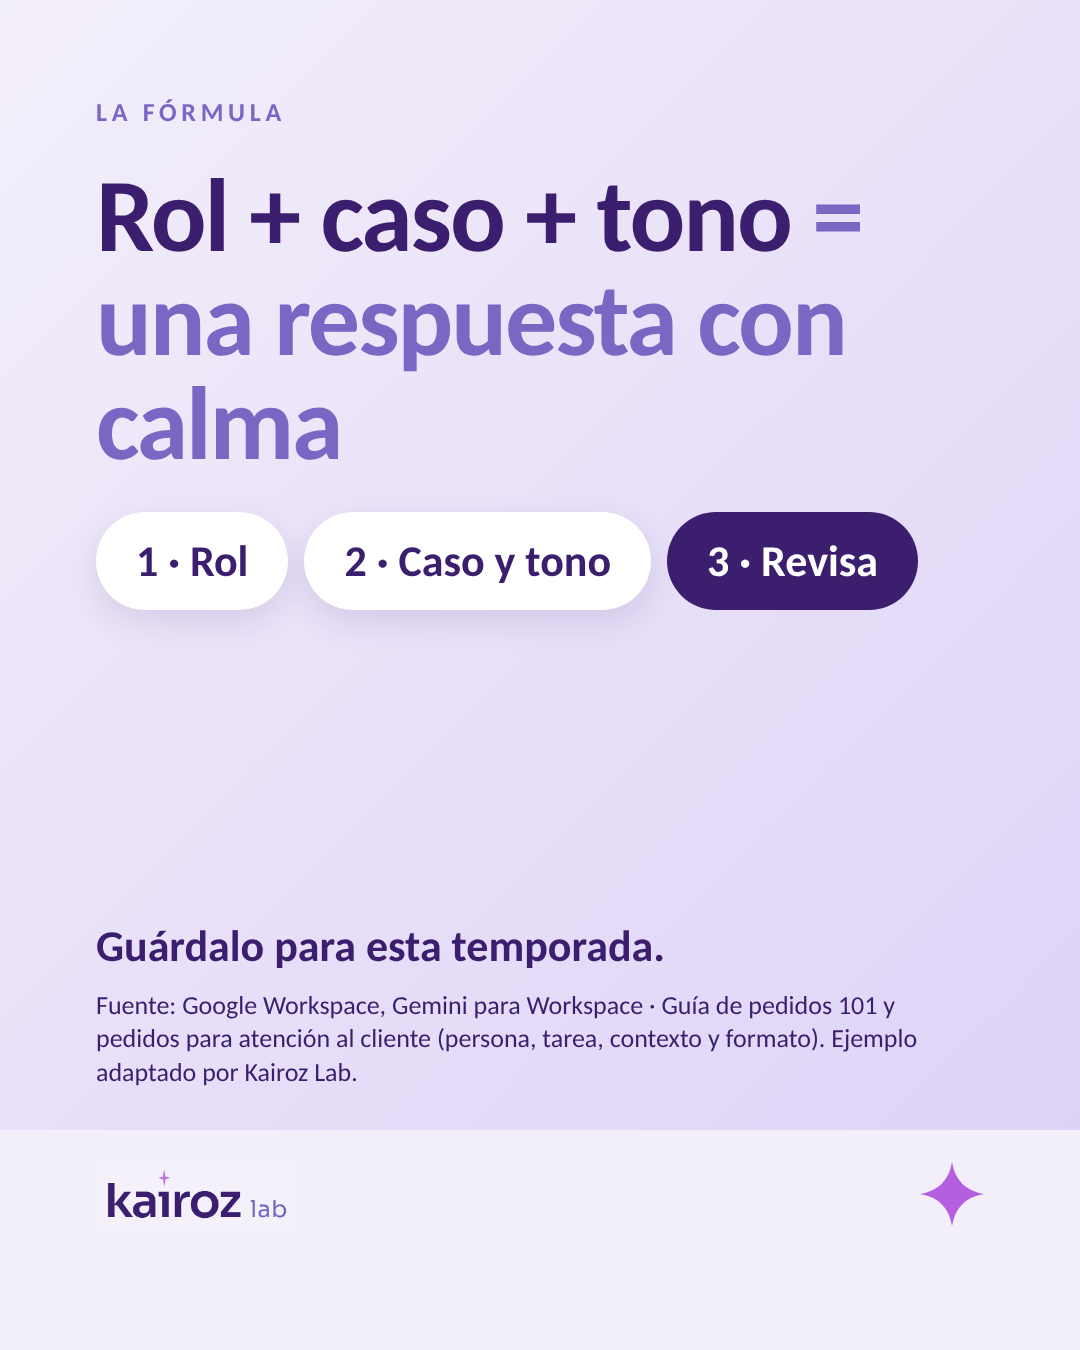 LA FÓRMULA
Rol + caso + tono =
una respuesta con
calma
1 · Rol
2 · Caso y tono
3 · Revisa
Guárdalo para esta temporada.
Fuente: Google Workspace, Gemini para Workspace · Guía de pedidos 101 y
pedidos para atención al cliente (persona, tarea, contexto y formato). Ejemplo
adaptado por Kairoz Lab.
kairoz lab